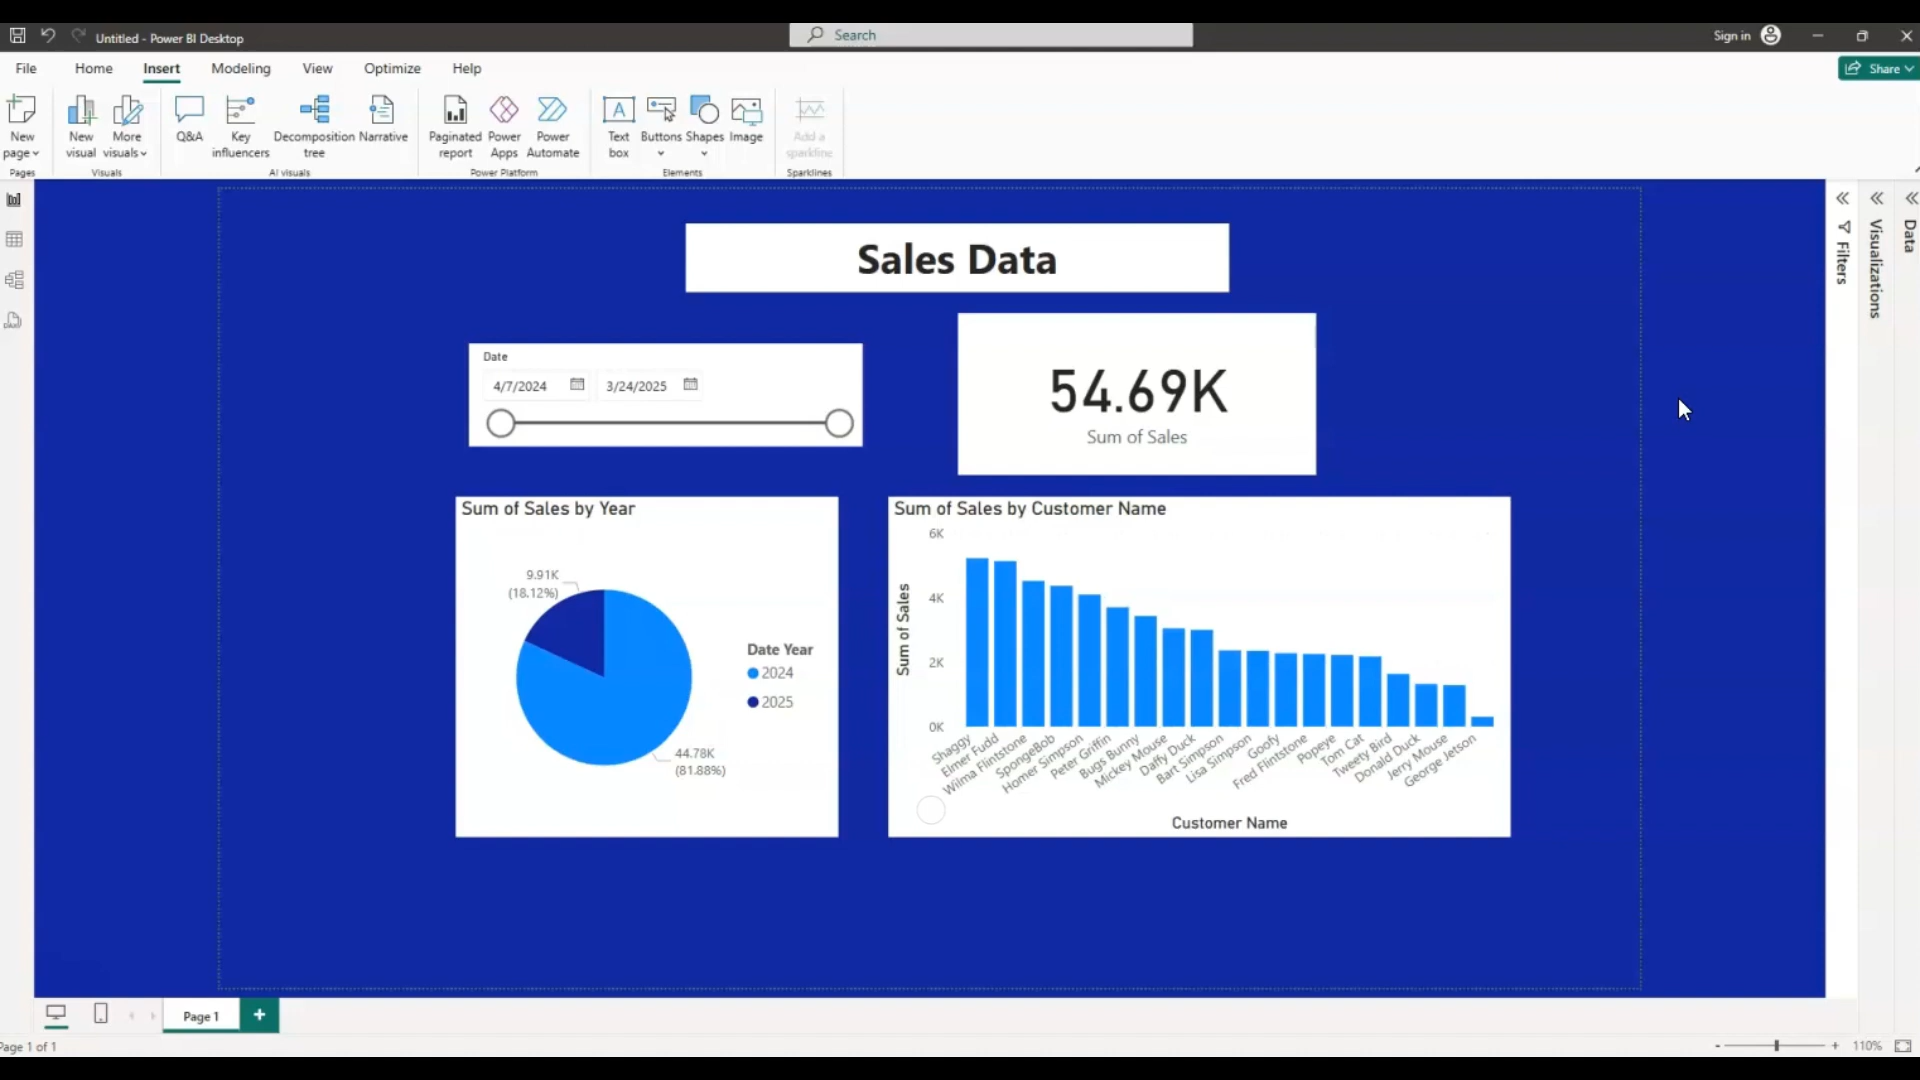 Untitled - Power BI Desktop
Search
Sign in
File Home Insert Modeling View Optimize Help
Share
New page
New visual
More visuals
Q&A
Key influencers
Decomposition tree
Narrative
Paginated report
Power Apps
Power Automate
Text box
Buttons
Shapes
Image
Add a sparkline
Pages
Visuals
AI visuals
Power Platform
Elements
Sparklines
Sales Data
Date
4/7/2024 3/24/2025
54.69K
Sum of Sales
Sum of Sales by Year
9.91K
(18.12%)
44.78K
(81.88%)
Date Year
2024
2025
Sum of Sales by Customer Name
Sum of Sales
6K
4K
2K
0K
Shaggy
Elmer Fudd
Wilma Flintstone
SpongeBob
Homer Simpson
Peter Griffin
Bugs Bunny
Mickey Mouse
Daffy Duck
Bart Simpson
Lisa Simpson
Goofy
Fred Flintstone
Popeye
Tom Cat
Tweety Bird
Donald Duck
Jerry Mouse
George Jetson
Customer Name
Filters
Visualizations
Data
DAX
Page 1
Page 1 of 1
110%